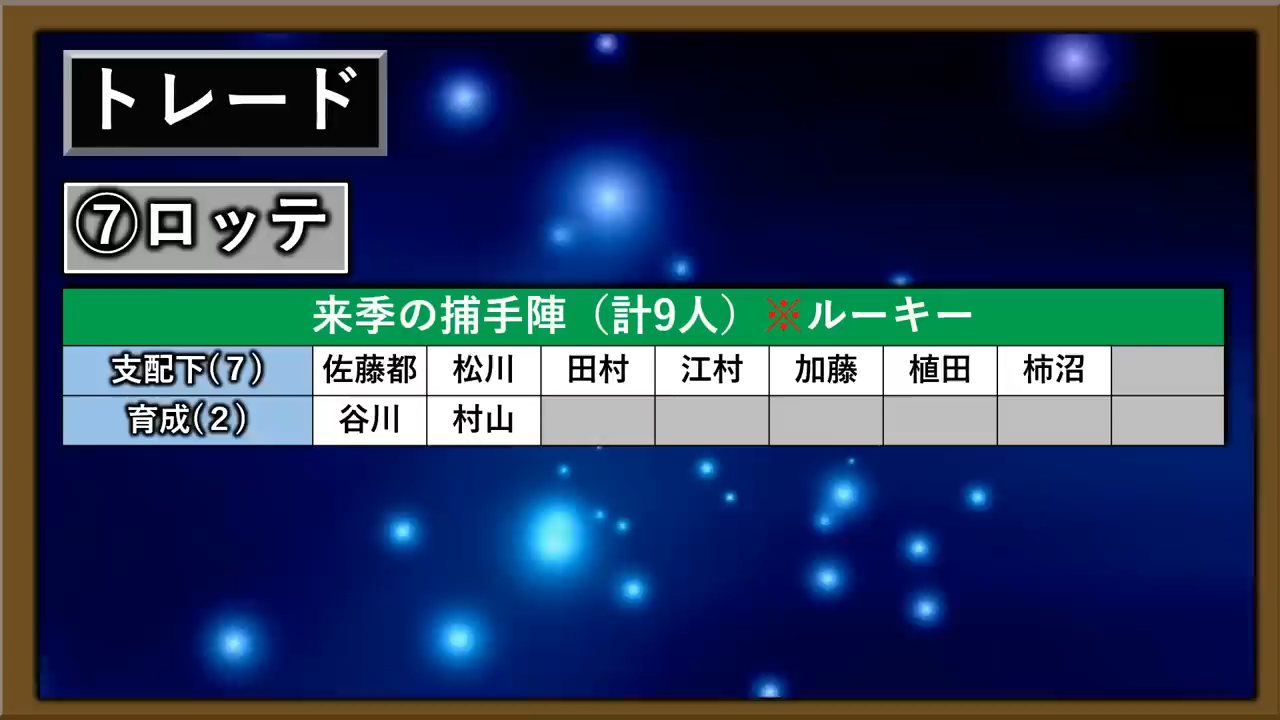 トレード
⑦ロッテ
来季の捕手陣（計9人）※ルーキー
支配下(7) 佐藤都 松川 田村 江村 加藤 植田 柿沼
育成(2) 谷川 村山